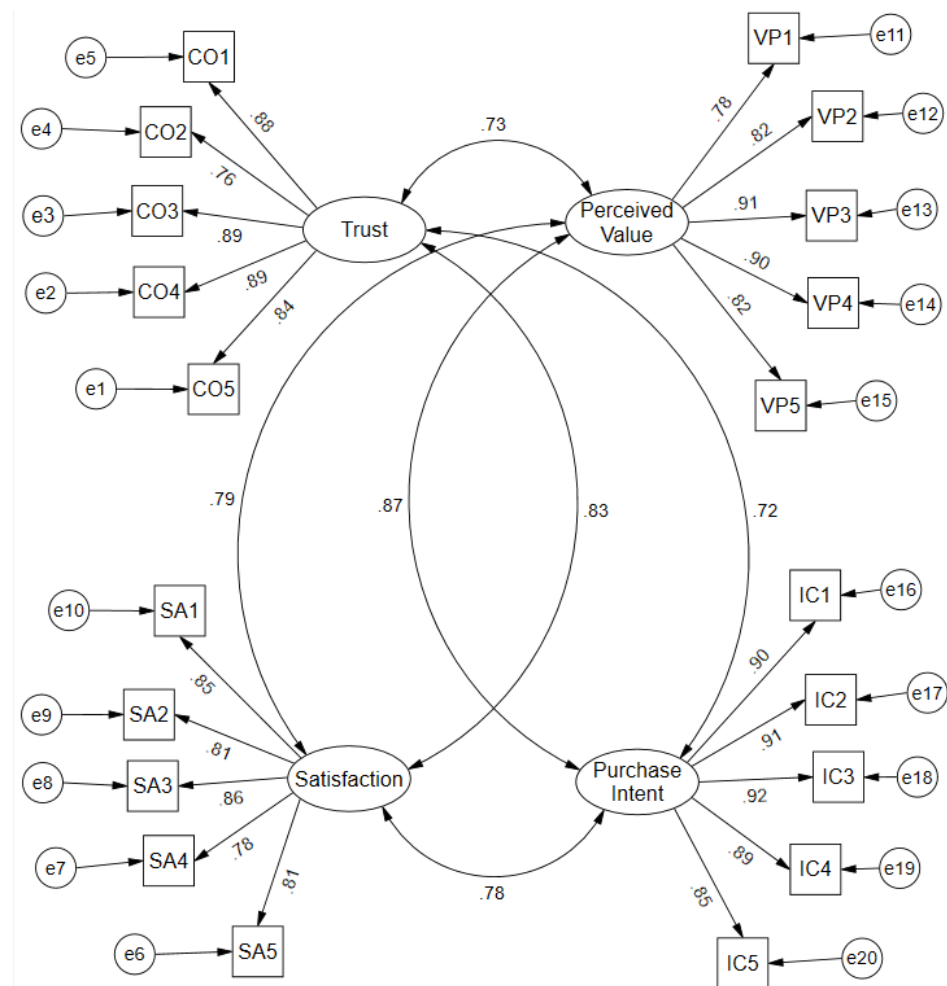 e5
CO1
.88
e4
CO2
.76
e3
CO3
.89
e2
CO4
.89
e1
CO5
.84
Trust
.73
Perceived
Value
VP1
e11
.78
VP2
e12
.82
VP3
e13
.91
VP4
e14
.90
VP5
e15
.82
.79
.87
.83
.72
e10
SA1
.85
e9
SA2
.81
e8
SA3
.86
e7
SA4
.78
e6
SA5
.81
Satisfaction
.78
Purchase
Intent
IC1
e16
.90
IC2
e17
.91
IC3
e18
.92
IC4
e19
.89
IC5
e20
.85